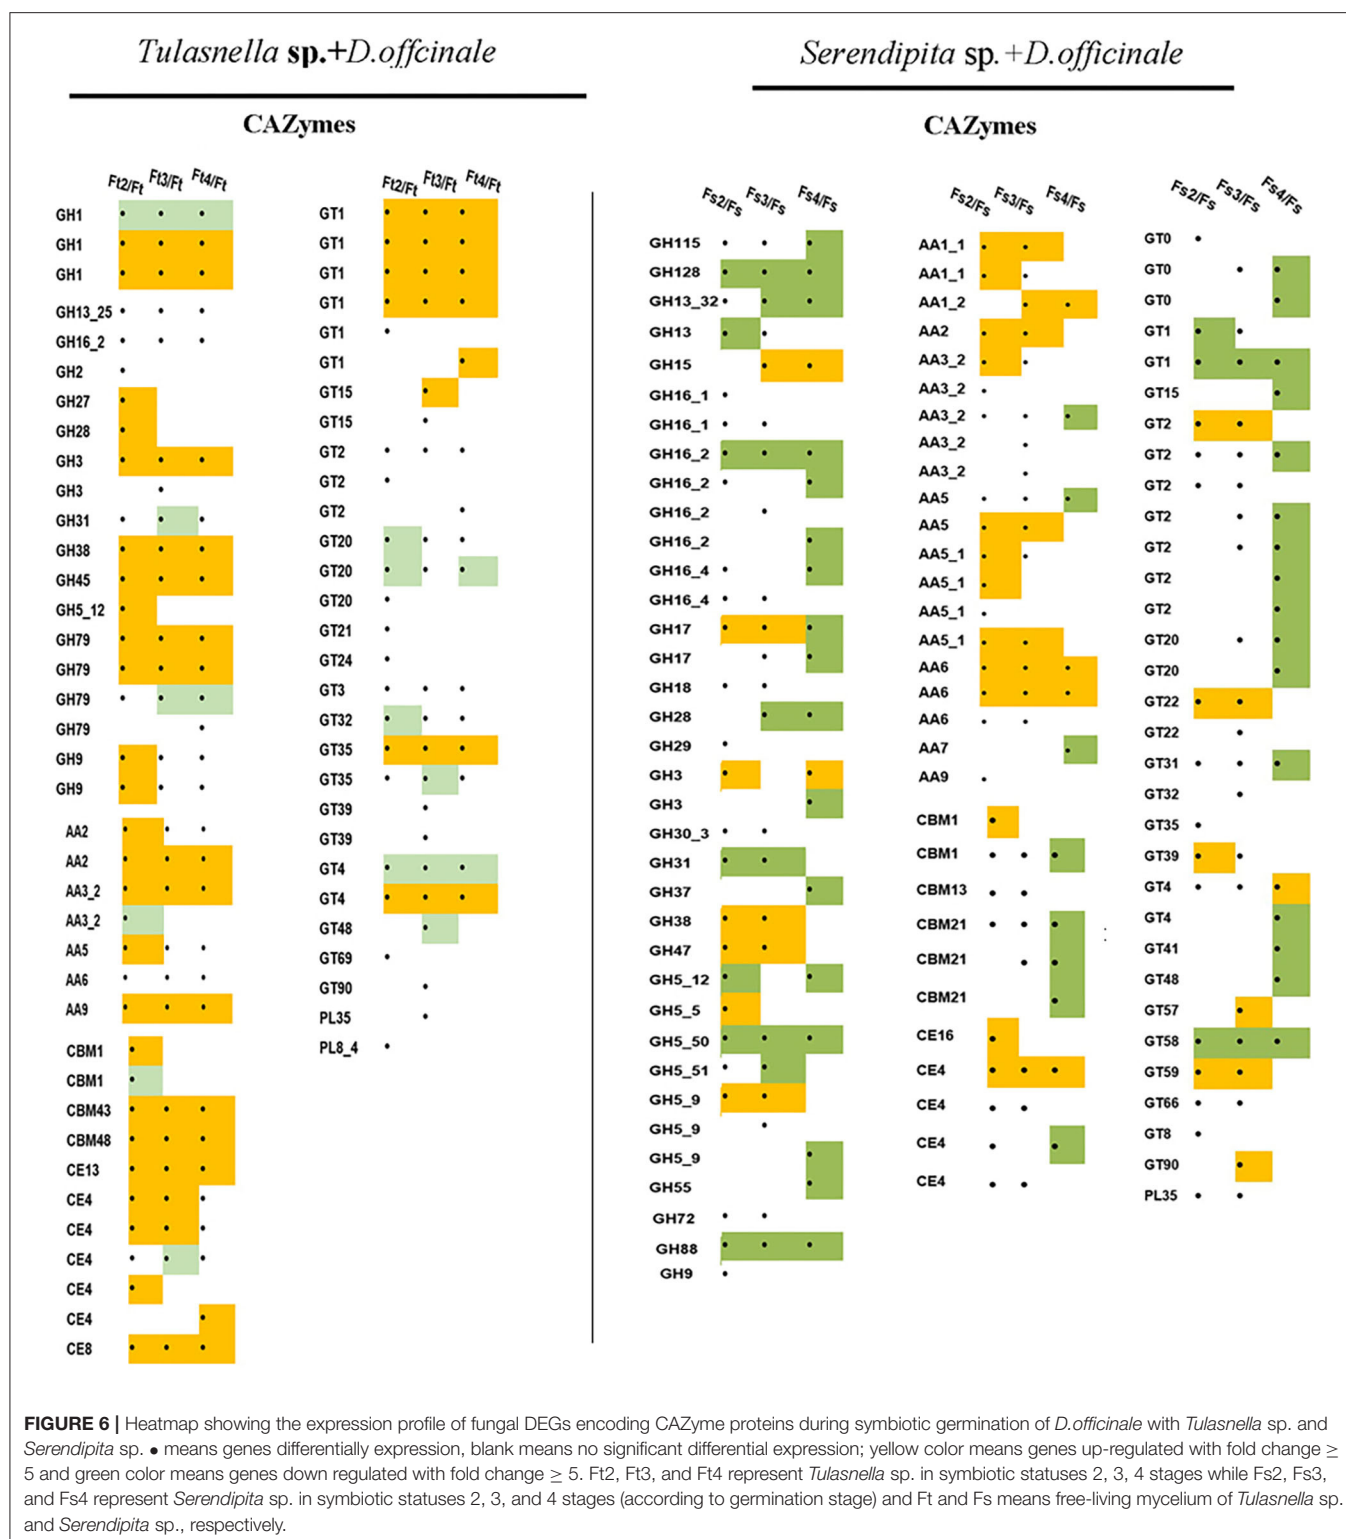 Tulasnella sp.+D.offcinale
CAZymes
Ft2/Ft Ft3/Ft Ft4/Ft
GH1
GH1
GH1
GH13_25
GH16_2
GH2
GH27
GH28
GH3
GH3
GH31
GH38
GH45
GH5_12
GH79
GH79
GH79
GH79
GH9
GH9
AA2
AA2
AA3_2
AA3_2
AA5
AA6
AA9
CBM1
CBM1
CBM43
CBM48
CE13
CE4
CE4
CE4
CE4
CE4
CE8
Ft2/Ft Ft3/Ft Ft4/Ft
GT1
GT1
GT1
GT1
GT1
GT1
GT15
GT15
GT2
GT2
GT2
GT20
GT20
GT20
GT21
GT24
GT3
GT32
GT35
GT35
GT39
GT39
GT4
GT4
GT48
GT69
GT90
PL35
PL8_4
Serendipita sp.+D.officinale
CAZymes
Fs2/Fs Fs3/Fs Fs4/Fs
GH115
GH128
GH13_32
GH13
GH15
GH16_1
GH16_1
GH16_2
GH16_2
GH16_2
GH16_2
GH16_4
GH16_4
GH17
GH17
GH18
GH28
GH29
GH3
GH3
GH30_3
GH31
GH37
GH38
GH47
GH5_12
GH5_5
GH5_50
GH5_51
GH5_9
GH5_9
GH5_9
GH55
GH72
GH88
GH9
Fs2/Fs Fs3/Fs Fs4/Fs
AA1_1
AA1_1
AA1_2
AA2
AA3_2
AA3_2
AA3_2
AA3_2
AA3_2
AA5
AA5
AA5_1
AA5_1
AA5_1
AA5_1
AA6
AA6
AA6
AA7
AA9
CBM1
CBM1
CBM13
CBM21
CBM21
CBM21
CE16
CE4
CE4
CE4
CE4
Fs2/Fs Fs3/Fs Fs4/Fs
GT0
GT0
GT0
GT1
GT1
GT15
GT2
GT2
GT2
GT2
GT2
GT2
GT2
GT20
GT20
GT22
GT22
GT31
GT32
GT35
GT39
GT4
GT4
GT41
GT48
GT57
GT58
GT59
GT66
GT8
GT90
PL35
FIGURE 6 | Heatmap showing the expression profile of fungal DEGs encoding CAZyme proteins during symbiotic germination of D.officinale with Tulasnella sp. and
Serendipita sp. ● means genes differentially expression, blank means no significant differential expression; yellow color means genes up-regulated with fold change ≥
5 and green color means genes down regulated with fold change ≥ 5. Ft2, Ft3, and Ft4 represent Tulasnella sp. in symbiotic statuses 2, 3, 4 stages while Fs2, Fs3,
and Fs4 represent Serendipita sp. in symbiotic statuses 2, 3, and 4 stages (according to germination stage) and Ft and Fs means free-living mycelium of Tulasnella sp.
and Serendipita sp., respectively.